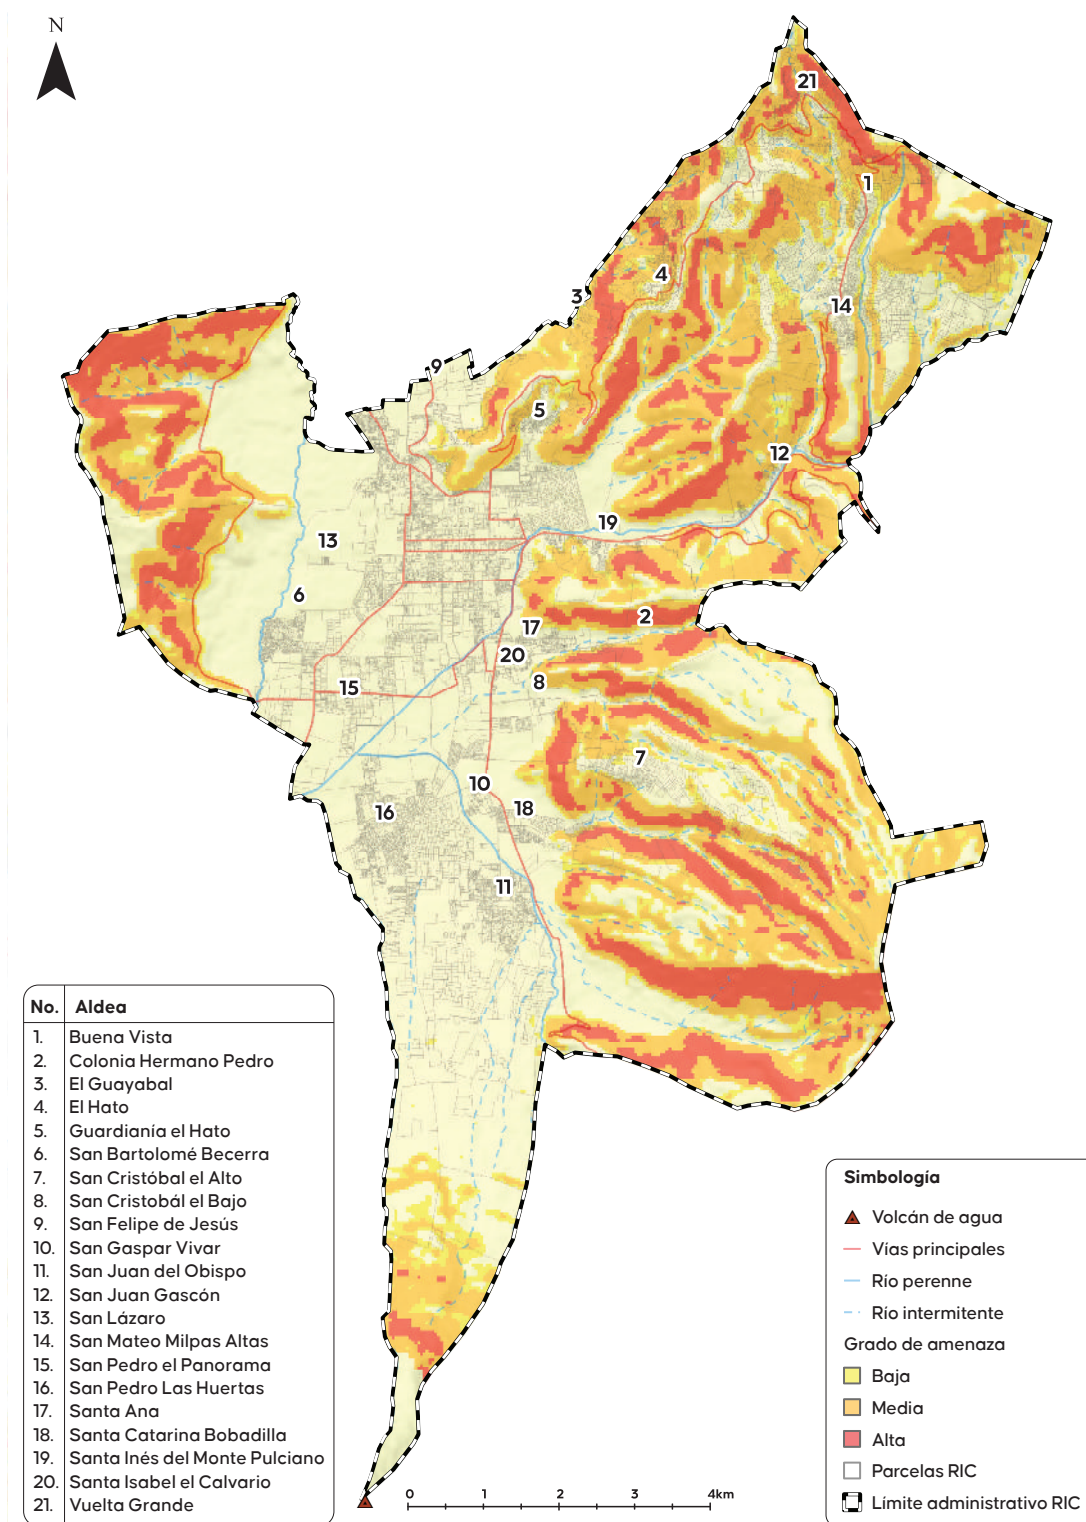 N
21
1
4
3
14
9
5
12
19
13
6
2
17
20
8
15
7
10
18
16
11
No. Aldea
1. Buena Vista
2. Colonia Hermano Pedro
3. El Guayabal
4. El Hato
5. Guardianía el Hato
6. San Bartolomé Becerra
7. San Cristóbal el Alto
8. San Cristobál el Bajo
9. San Felipe de Jesús
10. San Gaspar Vivar
11. San Juan del Obispo
12. San Juan Gascón
13. San Lázaro
14. San Mateo Milpas Altas
15. San Pedro el Panorama
16. San Pedro Las Huertas
17. Santa Ana
18. Santa Catarina Bobadilla
19. Santa Inés del Monte Pulciano
20. Santa Isabel el Calvario
21. Vuelta Grande
0 1 2 3 4km
Simbología
Volcán de agua
Vías principales
Río perenne
Río intermitente
Grado de amenaza
Baja
Media
Alta
Parcelas RIC
Límite administrativo RIC